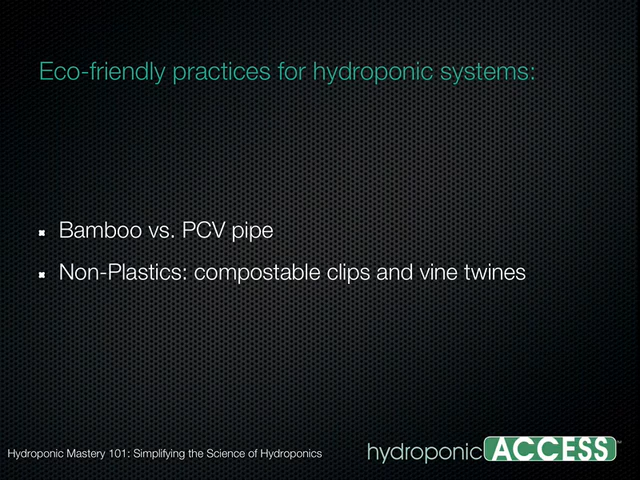 Eco-friendly practices for hydroponic systems:
Bamboo vs. PCV pipe
Non-Plastics: compostable clips and vine twines
Hydroponic Mastery 101: Simplifying the Science of Hydroponics
hydroponic ACCESS™